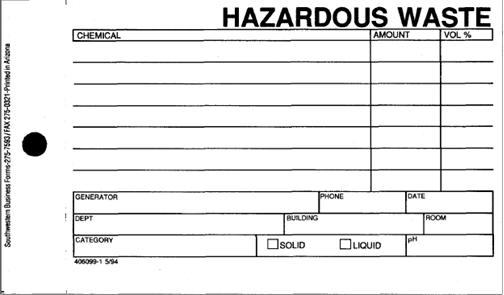 HAZARDOUS WASTE
CHEMICAL AMOUNT VOL %
GENERATOR PHONE DATE
DEPT BUILDING ROOM
CATEGORY SOLID LIQUID pH
406099-1 5/94
Southwestern Business Forms-275-7593/FAX 275-0321-Printed in Arizona